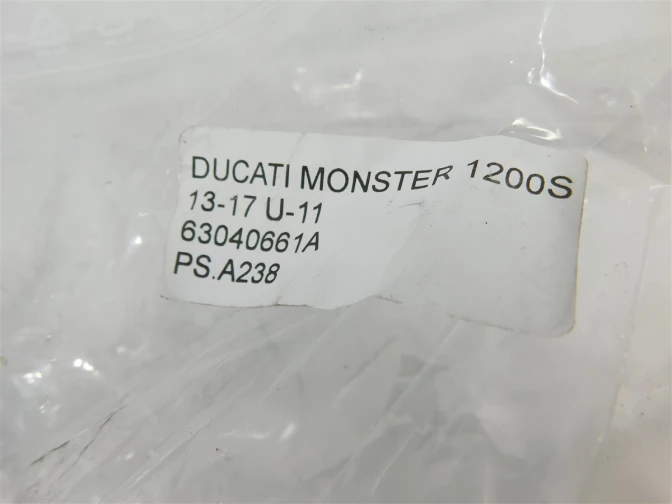 DUCATI MONSTER 1200S
13-17 U-11
63040661A
PS.A238